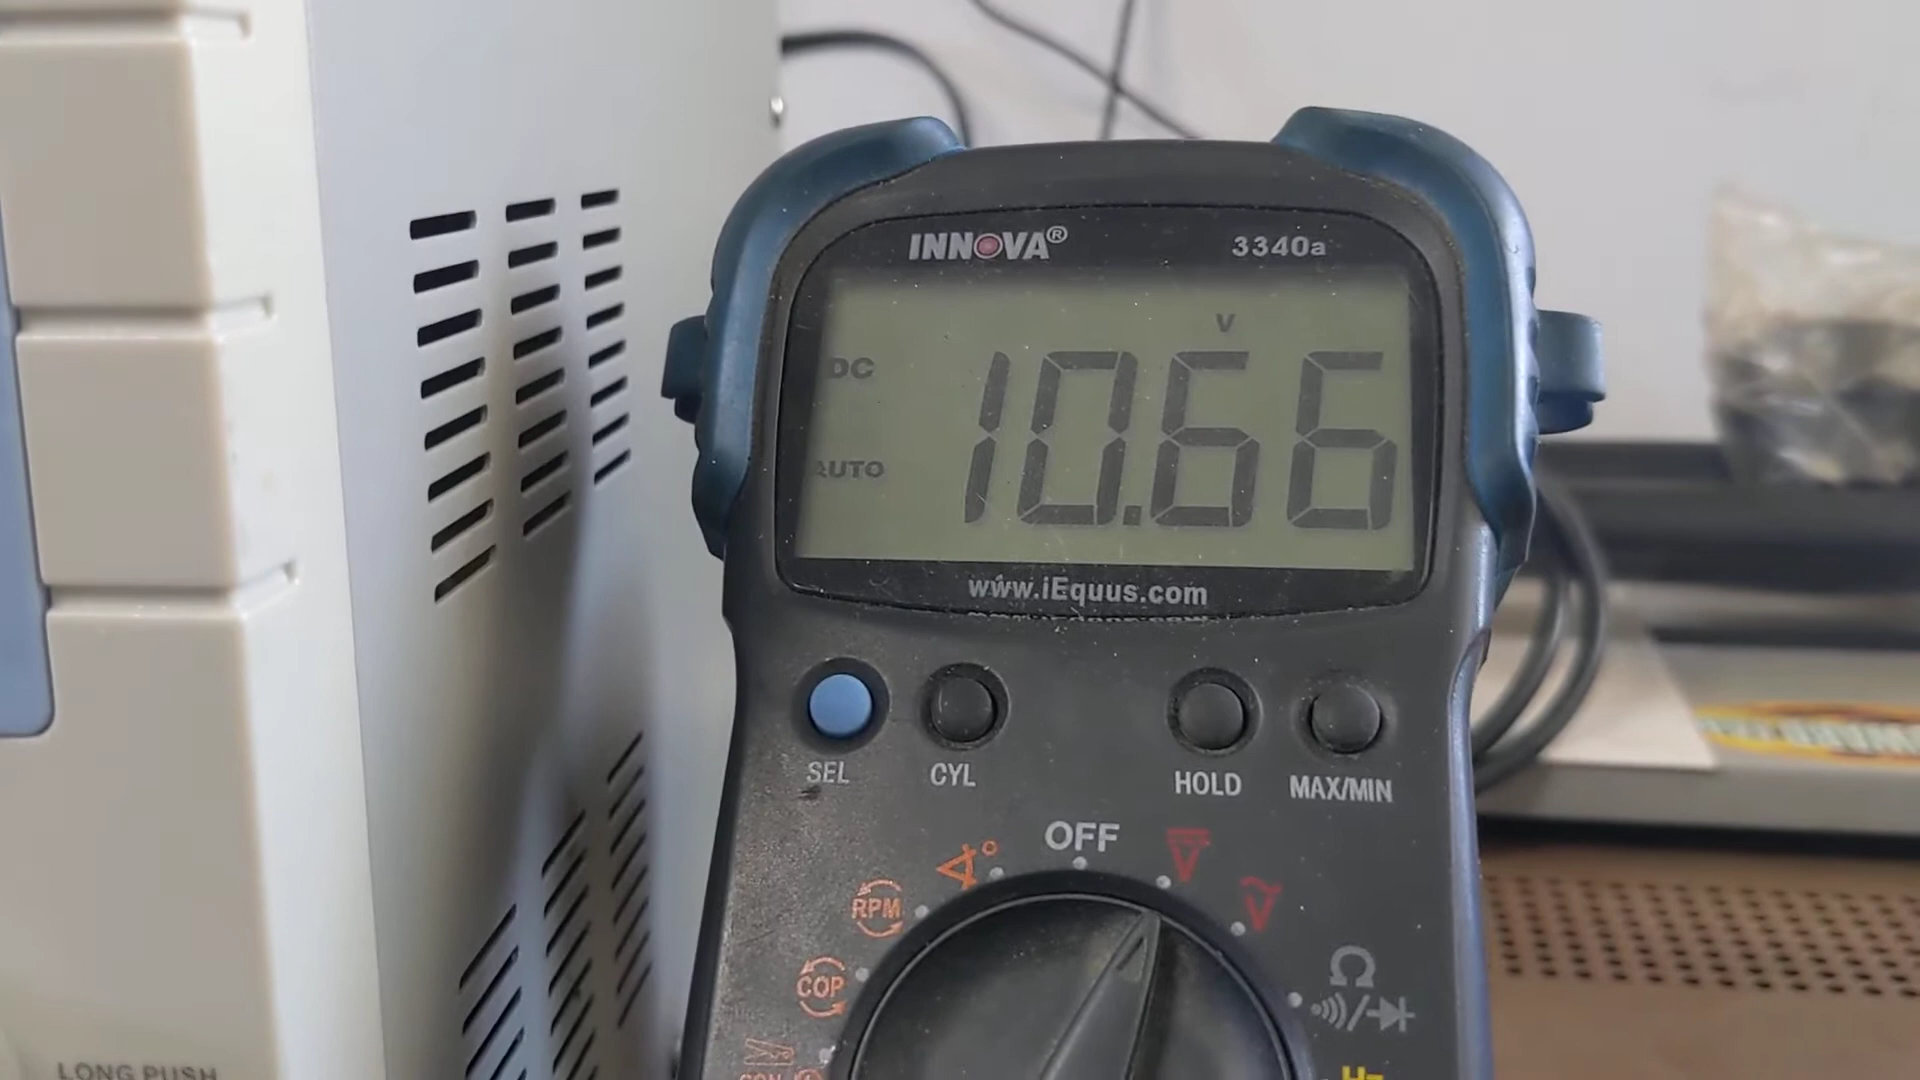 INNOVA® 3340a
V
DC
10.66
AUTO
www.iEquus.com
SEL CYL HOLD MAX/MIN
OFF
V
V
RPM
COP
Ω
Hz
LONG PUSH